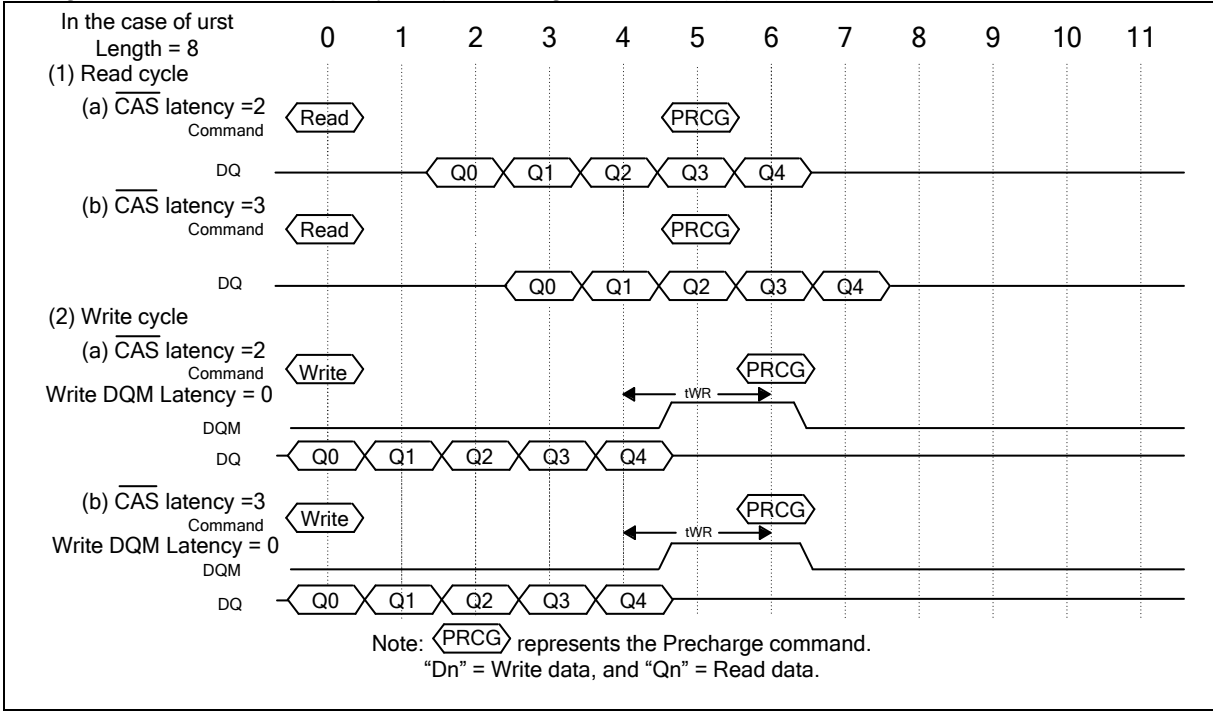 In the case of urst
Length = 8
0 1 2 3 4 5 6 7 8 9 10 11
(1) Read cycle
(a) CAS latency =2
Command Read PRCG
DQ Q0 Q1 Q2 Q3 Q4
(b) CAS latency =3
Command Read PRCG
DQ Q0 Q1 Q2 Q3 Q4
(2) Write cycle
(a) CAS latency =2
Command Write PRCG
Write DQM Latency = 0 tWR
DQM
DQ Q0 Q1 Q2 Q3 Q4
(b) CAS latency =3
Command Write PRCG
Write DQM Latency = 0 tWR
DQM
DQ Q0 Q1 Q2 Q3 Q4
Note: PRCG represents the Precharge command.
“Dn” = Write data, and “Qn” = Read data.